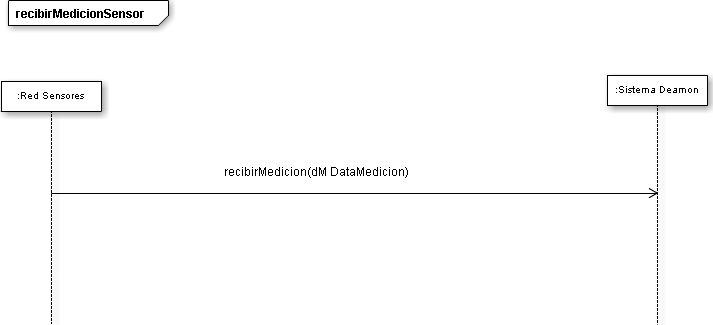 recibirMedicionSensor
:Red Sensores
:Sistema Deamon
recibirMedicion(dM DataMedicion)